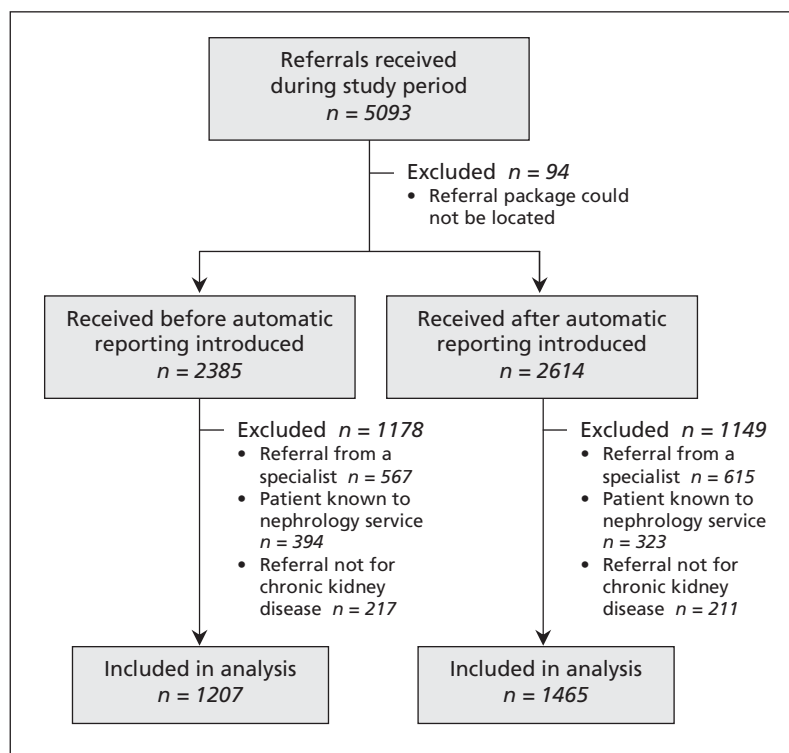 Referrals received
during study period
n = 5093
Excluded n = 94
• Referral package could
not be located
Received before automatic
reporting introduced
n = 2385
Received after automatic
reporting introduced
n = 2614
Excluded n = 1178
• Referral from a
specialist n = 567
• Patient known to
nephrology service
n = 394
• Referral not for
chronic kidney
disease n = 217
Excluded n = 1149
• Referral from a
specialist n = 615
• Patient known to
nephrology service
n = 323
• Referral not for
chronic kidney
disease n = 211
Included in analysis
n = 1207
Included in analysis
n = 1465